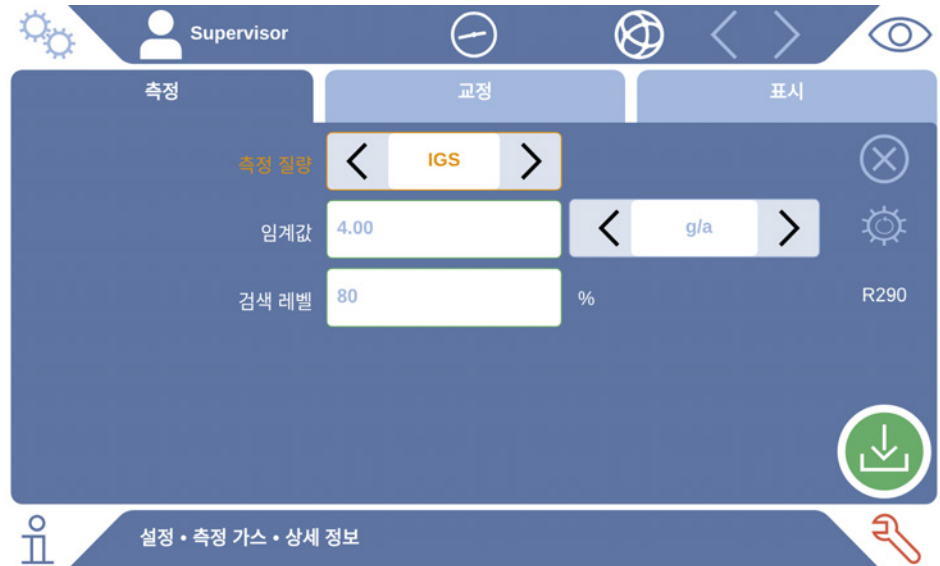 Supervisor
측정
교정
표시
측정 질량
IGS
임계값
4.00
g/a
검색 레벨
80
%
R290
설정 • 측정 가스 • 상세 정보